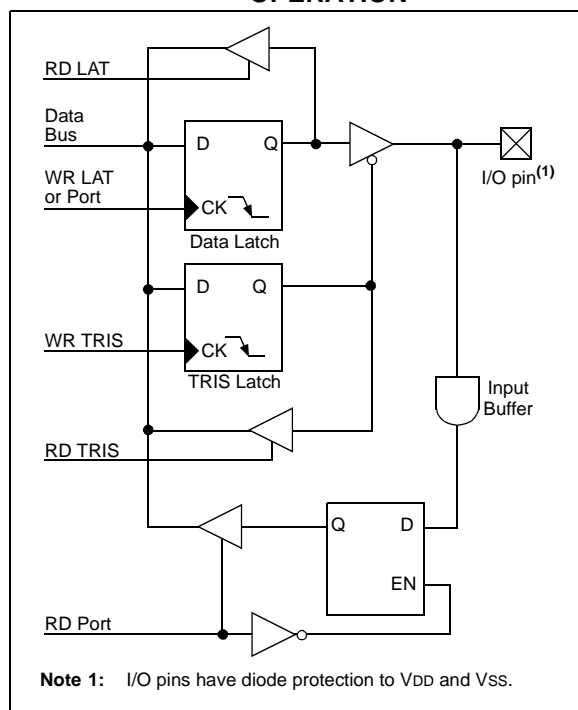 OPERATION
RD LAT
Data
Bus
D Q
WR LAT
or Port
CK
Data Latch
I/O pin(1)
D Q
WR TRIS
CK
TRIS Latch
Input
Buffer
RD TRIS
Q D
EN
RD Port
Note 1: I/O pins have diode protection to VDD and VSS.